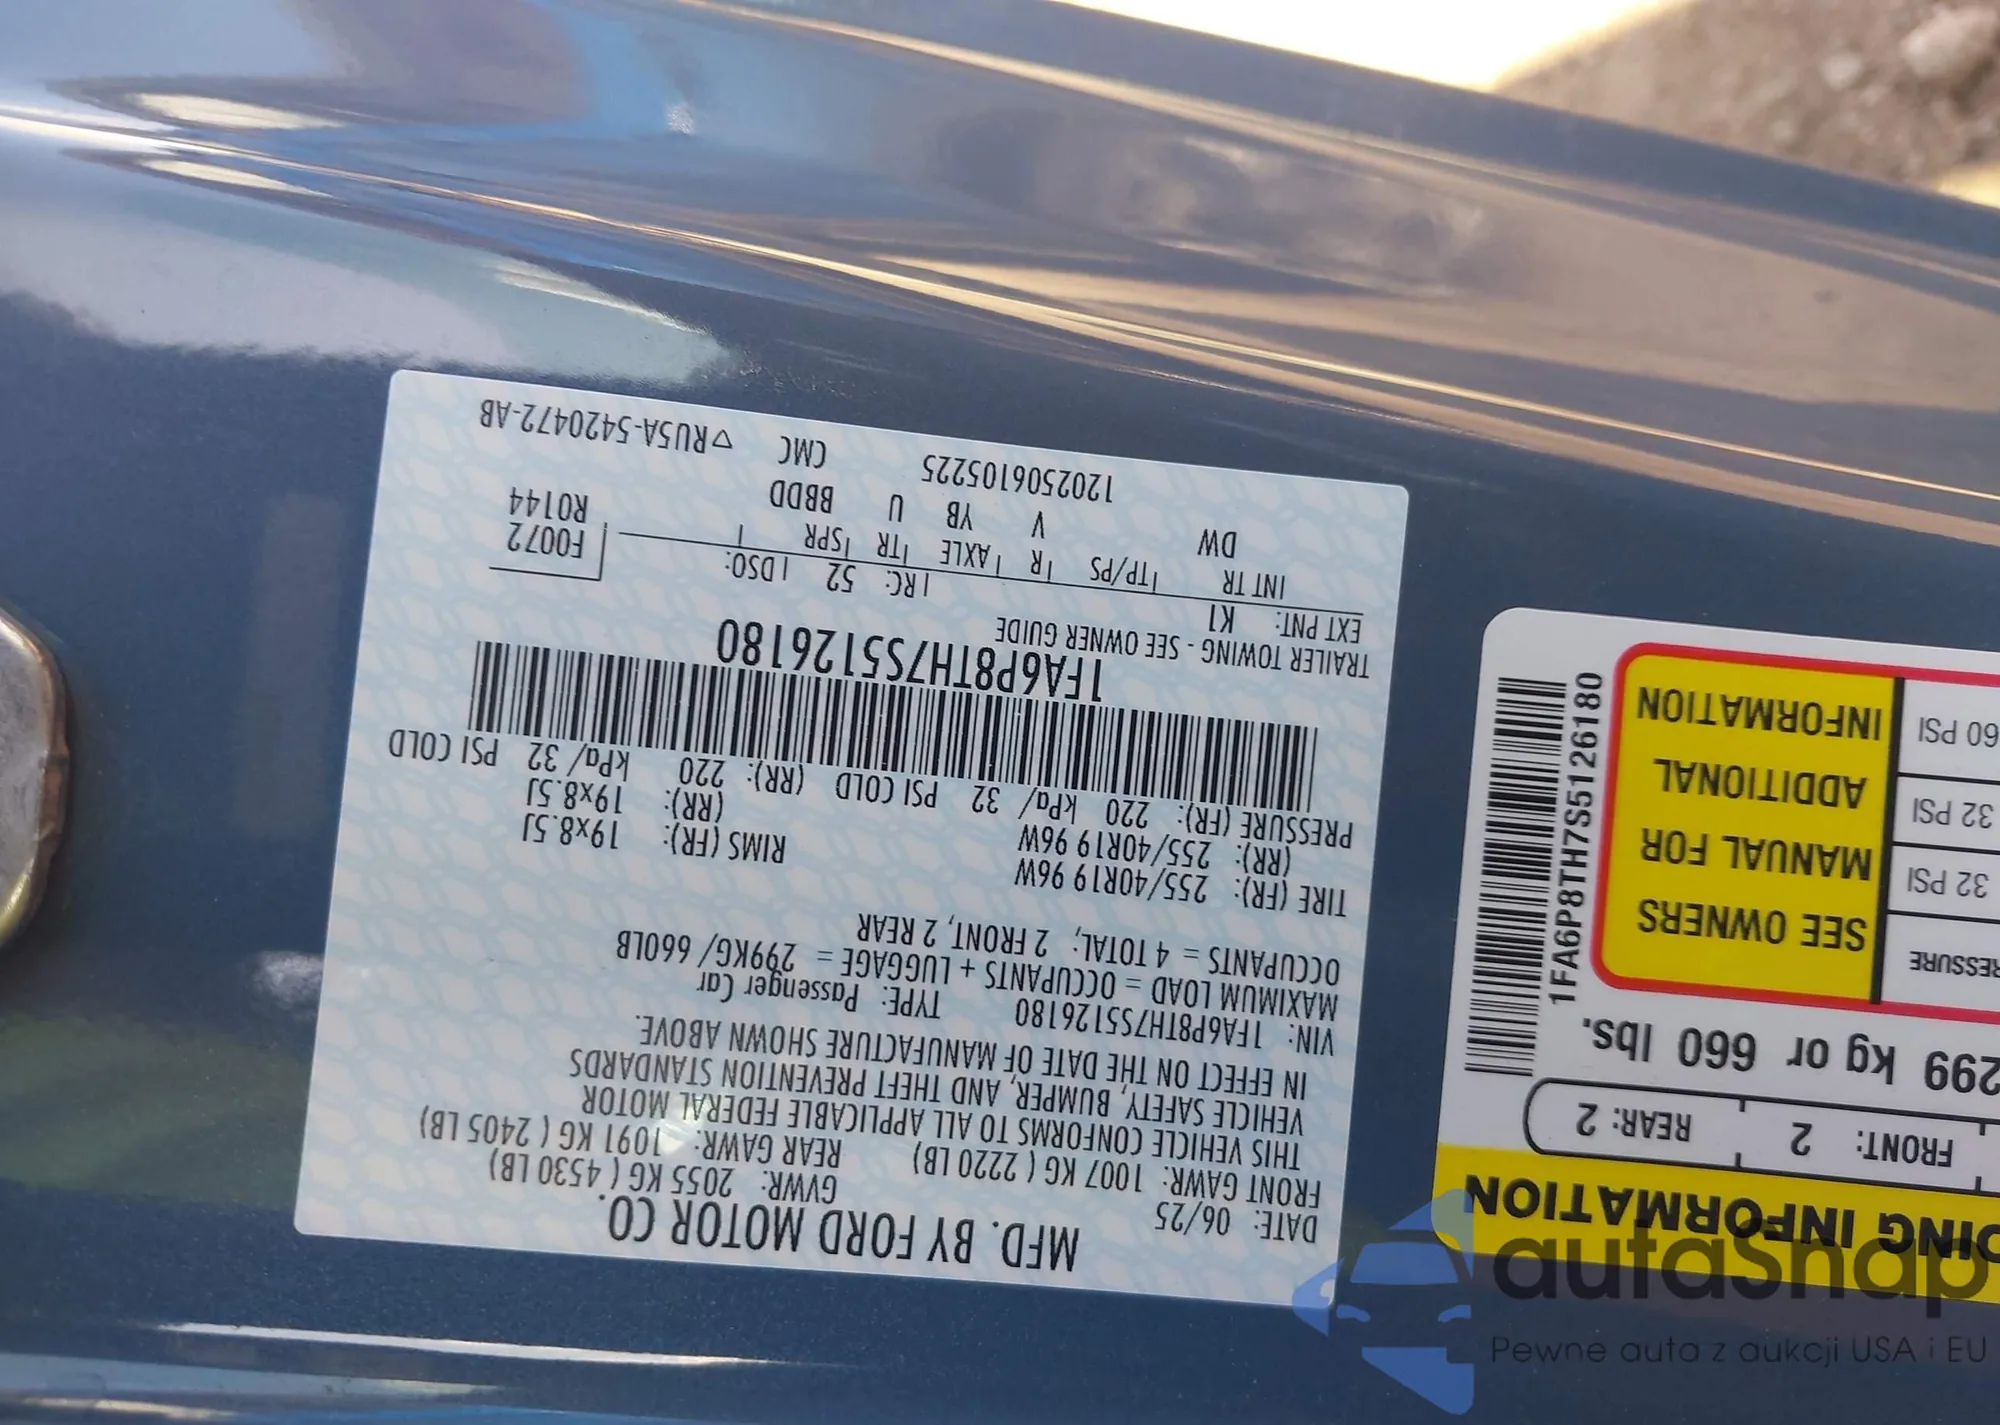 MFD. BY FORD MOTOR CO.
DATE: 06/25 GVWR: 2055 KG ( 4530 LB)
FRONT GAWR: 1007 KG ( 2220 LB) REAR GAWR: 1091 KG ( 2405 LB)
THIS VEHICLE CONFORMS TO ALL APPLICABLE FEDERAL MOTOR
VEHICLE SAFETY, BUMPER, AND THEFT PREVENTION STANDARDS
IN EFFECT ON THE DATE OF MANUFACTURE SHOWN ABOVE.
VIN: 1FA6P8TH7S5126180 TYPE: Passenger Car
MAXIMUM LOAD = OCCUPANTS + LUGGAGE = 299KG/ 660LB
OCCUPANTS = 4 TOTAL; 2 FRONT, 2 REAR
TIRE (FR): 255/40R19 96W RIMS (FR): 19x8.5J
(RR): 255/40R19 96W (RR): 19x8.5J
PRESSURE (FR): 220 kPa/ 32 PSI COLD (RR): 220 kPa/ 32 PSI COLD
1FA6P8TH7S5126180
TRAILER TOWING - SEE OWNER GUIDE
EXT PNT: K1 RC: 52 DSO:
F0072
INT TR TP/PS R AXLE TR SPR
R0144
DW V YB U BBDD
1202506105225 CMC ▽RU5A-5420472-AB
DING INFORMATION
FRONT: 2 REAR: 2
299 kg or 660 lbs.
RESSURE
32 PSI
32 PSI
60 PSI
SEE OWNERS
MANUAL FOR
ADDITIONAL
INFORMATION
1FA6P8TH7S5126180
autaSnap
Pewne auta z aukcji USA i EU